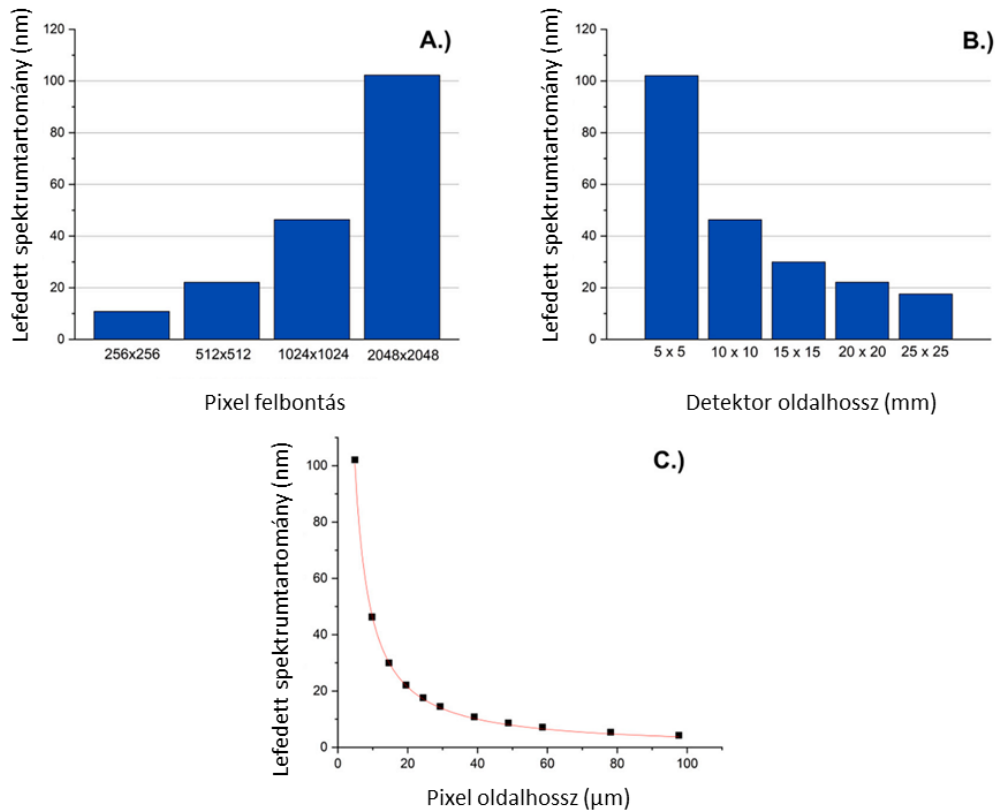 A.)
Lefedett spektrumtartomány (nm)
120
100
80
60
40
20
0
256x256 512x512 1024x1024 2048x2048
Pixel felbontás
B.)
Lefedett spektrumtartomány (nm)
120
100
80
60
40
20
0
5 x 5 10 x 10 15 x 15 20 x 20 25 x 25
Detektor oldalhossz (mm)
C.)
Lefedett spektrumtartomány (nm)
100
80
60
40
20
0
0 20 40 60 80 100
Pixel oldalhossz (μm)